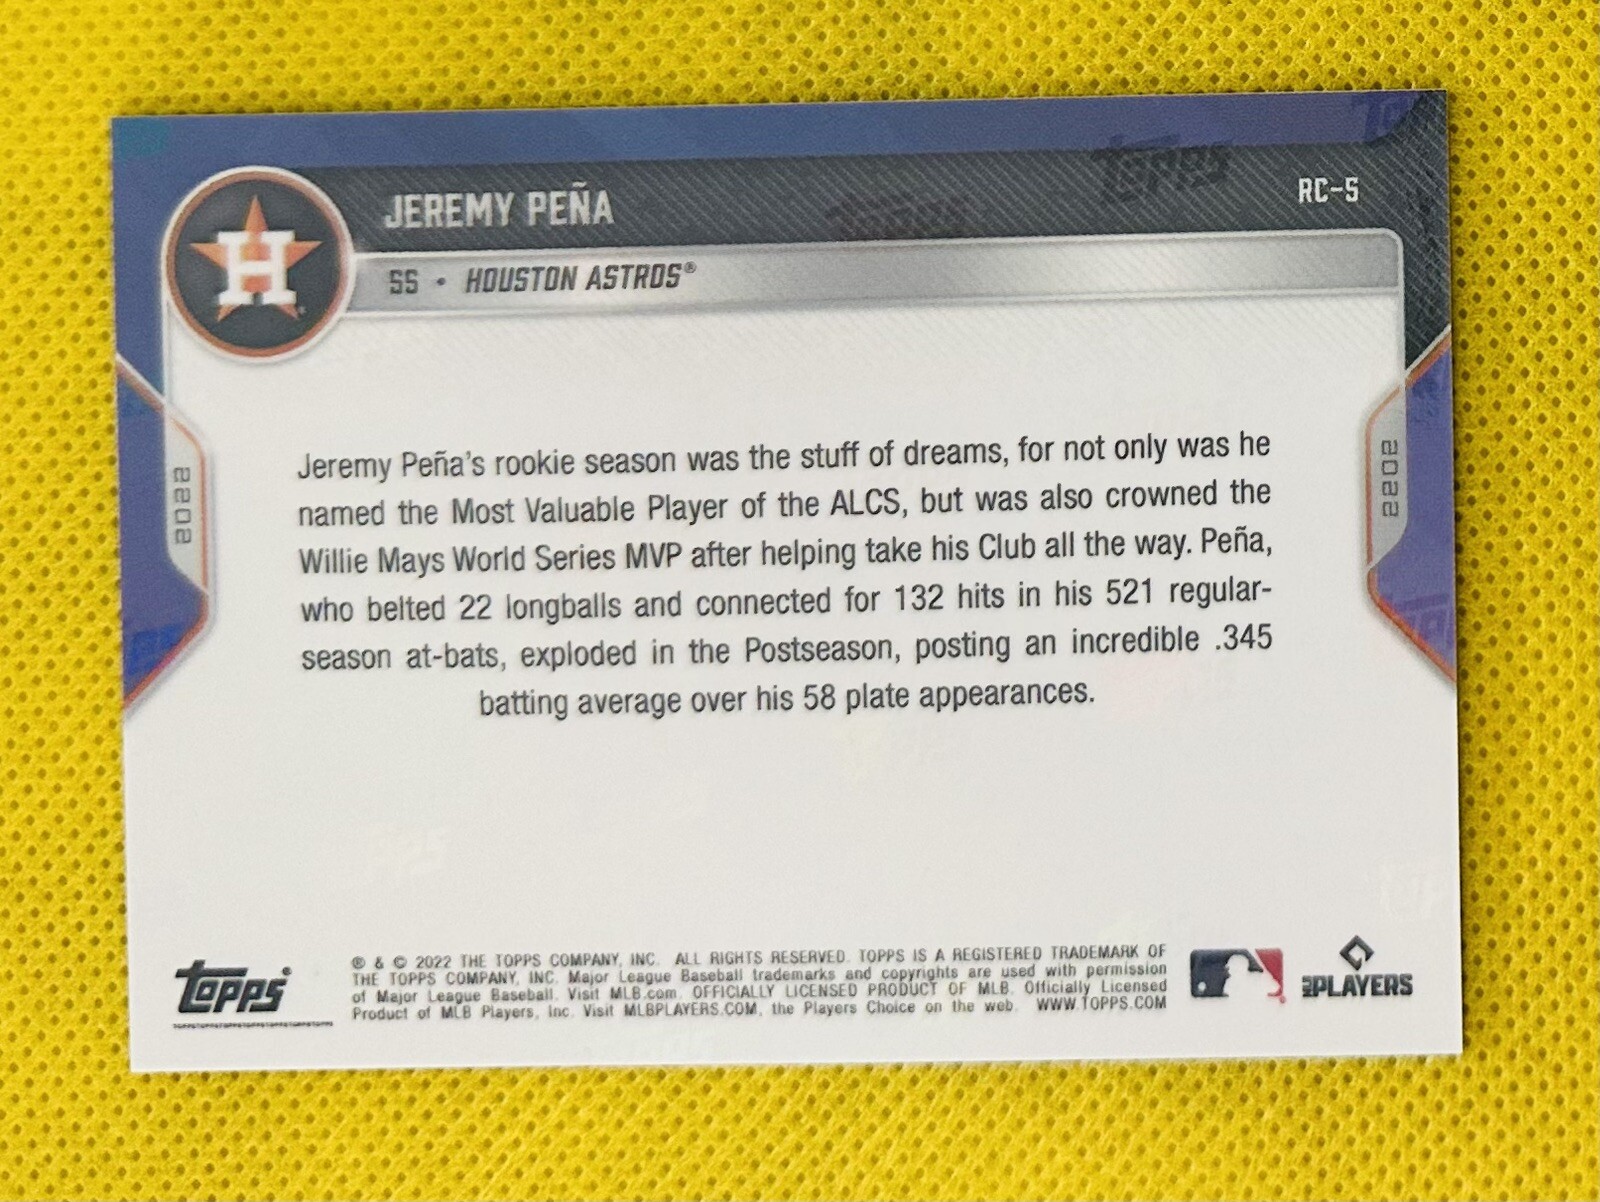 JEREMY PEÑA
RC-5
H
SS • HOUSTON ASTROS®
2022
2022
Jeremy Peña's rookie season was the stuff of dreams, for not only was he
named the Most Valuable Player of the ALCS, but was also crowned the
Willie Mays World Series MVP after helping take his Club all the way. Peña,
who belted 22 longballs and connected for 132 hits in his 521 regular-
season at-bats, exploded in the Postseason, posting an incredible .345
batting average over his 58 plate appearances.
Topps®
® & © 2022 THE TOPPS COMPANY, INC. ALL RIGHTS RESERVED. TOPPS IS A REGISTERED TRADEMARK OF
THE TOPPS COMPANY, INC. Major League Baseball trademarks and copyrights are used with permission
of Major League Baseball. Visit MLB.com. OFFICIALLY LICENSED PRODUCT OF MLB. Officially Licensed
Product of MLB Players, Inc. Visit MLBPLAYERS.COM, the Players Choice on the web. WWW.TOPPS.COM
MLB PLAYERS